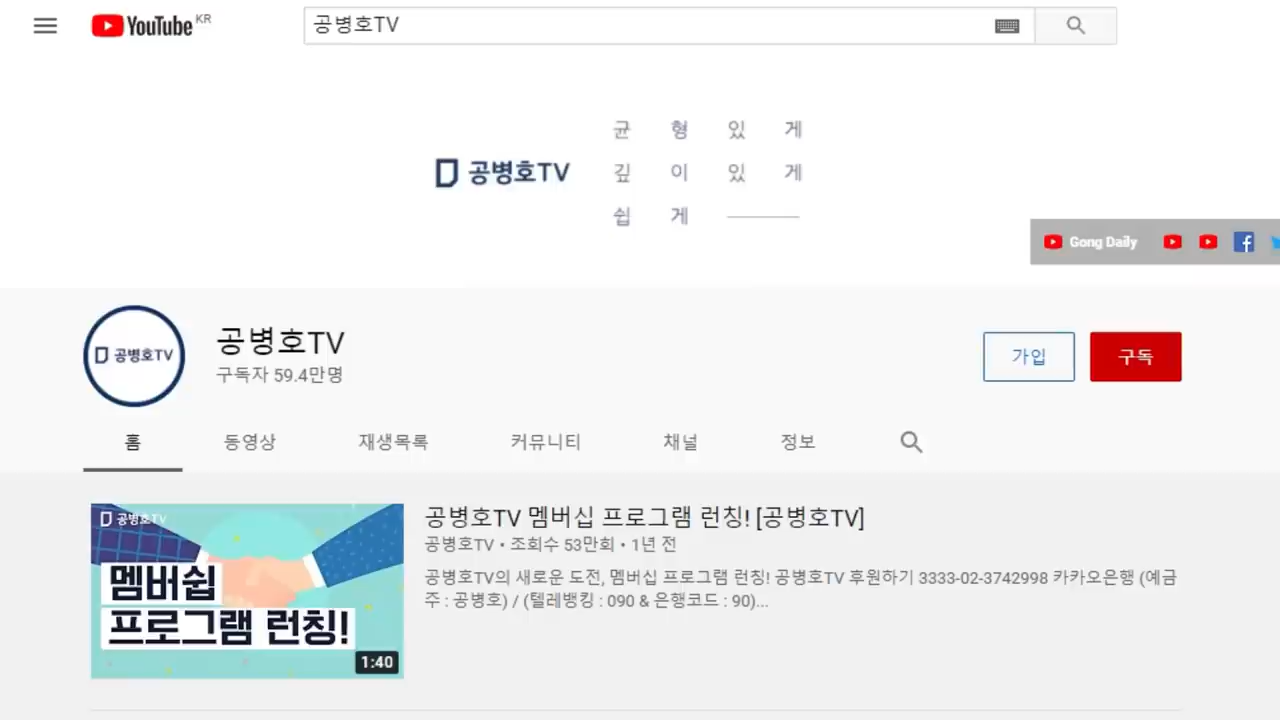 YouTube KR
공병호TV
균 형 있 게
공병호TV
깊 이 있 게
쉽 게
Gong Daily
공병호TV
공병호TV
구독자 59.4만명
가입
구독
홈
동영상
재생목록
커뮤니티
채널
정보
공병호TV
멤버쉽
프로그램 런칭!
1:40
공병호TV 멤버십 프로그램 런칭! [공병호TV]
공병호TV • 조회수 53만회 • 1년 전
공병호TV의 새로운 도전, 멤버십 프로그램 런칭! 공병호TV 후원하기 3333-02-3742998 카카오은행 (예금
주 : 공병호) / (텔레뱅킹 : 090 & 은행코드 : 90)...